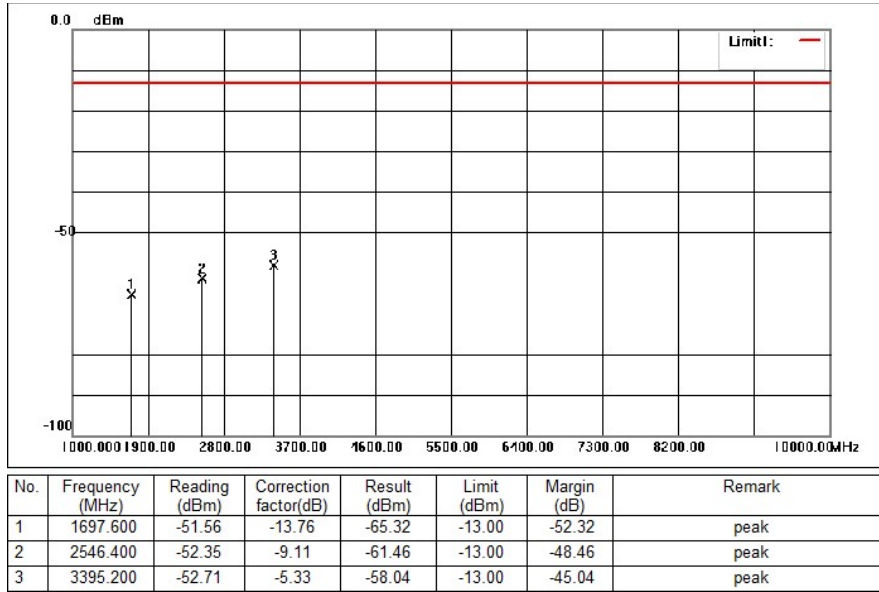 0.0 dBm
Limit1:
-50
1
2
3
-100
1000.000 1900.00 2800.00 3700.00 4600.00 5500.00 6400.00 7300.00 8200.00 10000.00 MHz
No. Frequency (MHz) Reading (dBm) Correction factor(dB) Result (dBm) Limit (dBm) Margin (dB) Remark
1 1697.600 -51.56 -13.76 -65.32 -13.00 -52.32 peak
2 2546.400 -52.35 -9.11 -61.46 -13.00 -48.46 peak
3 3395.200 -52.71 -5.33 -58.04 -13.00 -45.04 peak